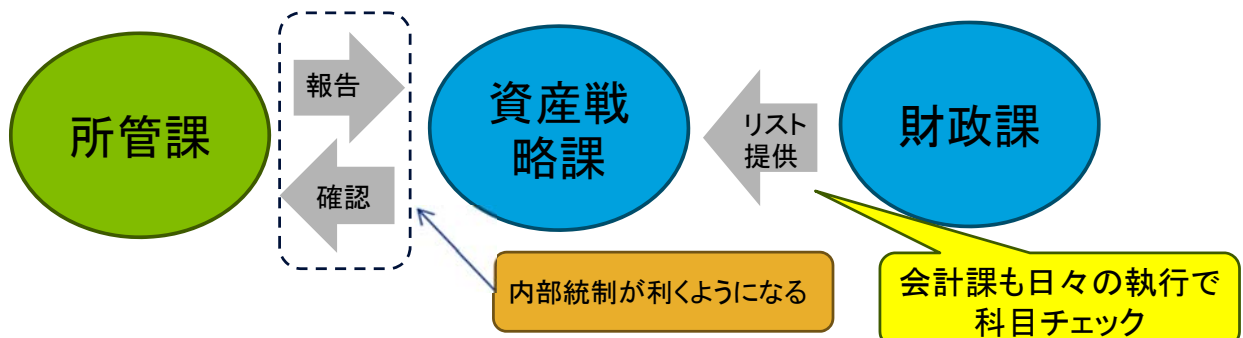 所管課
報告
確認
資産戦
略課
リスト
提供
財政課
内部統制が利くようになる
会計課も日々の執行で
科目チェック